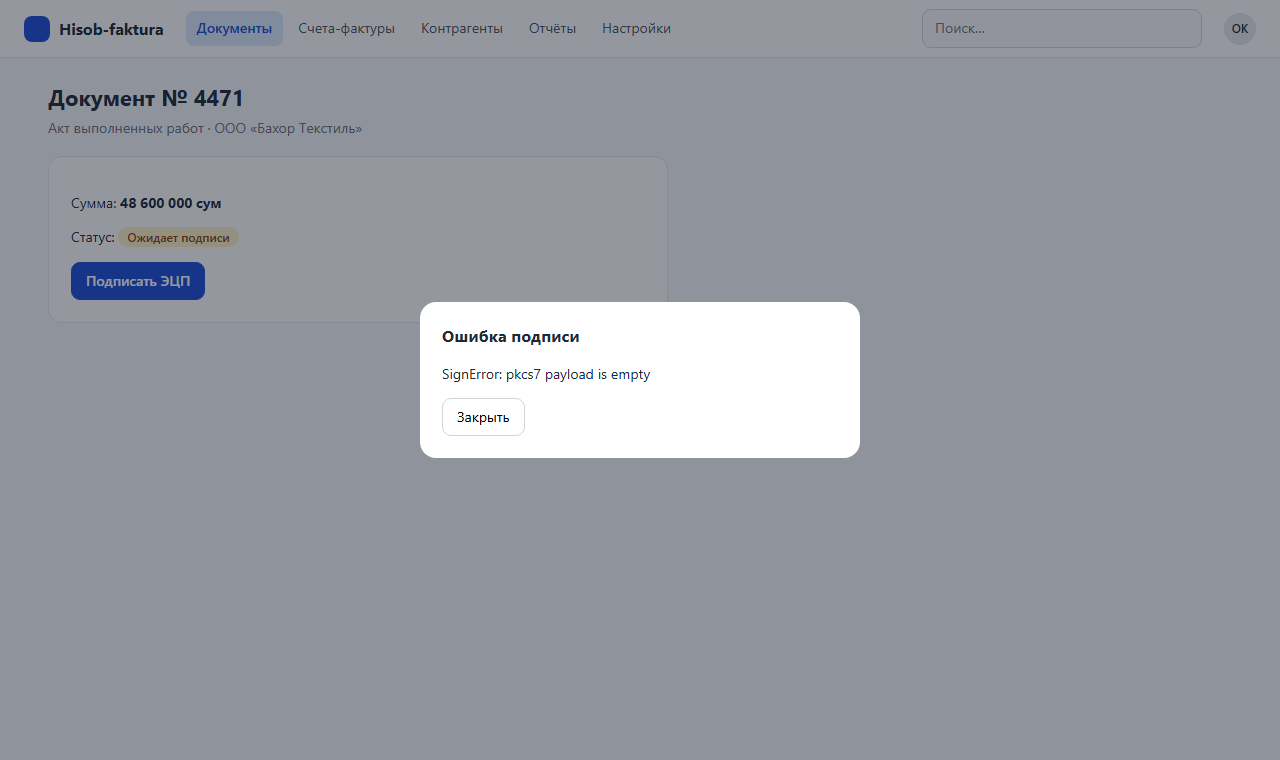 Hisob-faktura Документы Счета-фактуры Контрагенты Отчёты Настройки Поиск... OK
Документ № 4471
Акт выполненных работ · ООО «Бахор Текстиль»
Сумма: 48 600 000 сум
Статус: Ожидает подписи
Подписать ЭЦП
Ошибка подписи
SignError: pkcs7 payload is empty
Закрыть